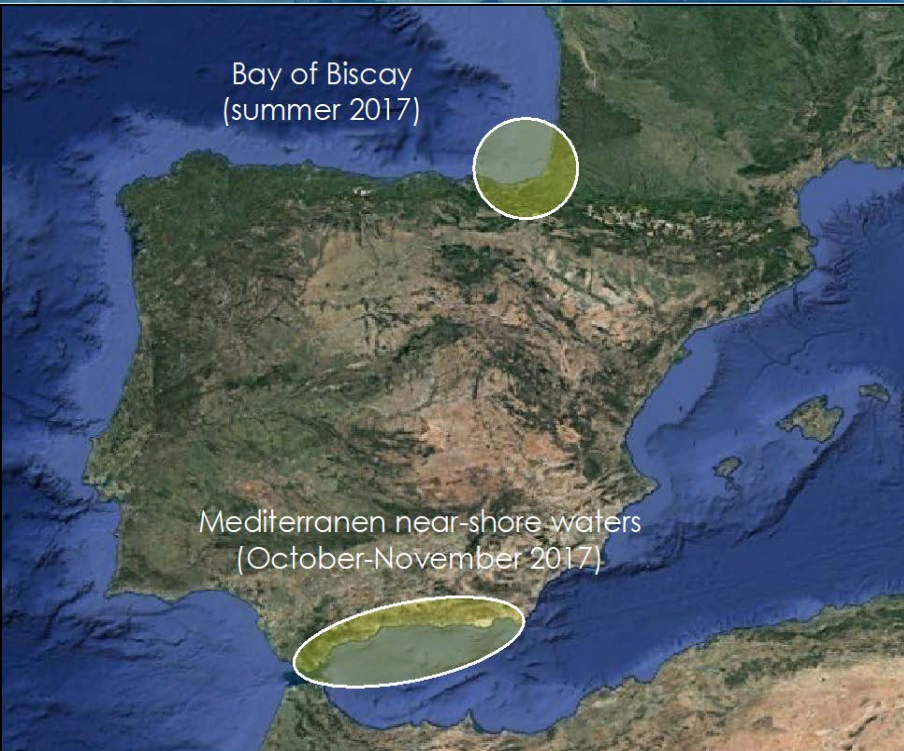 Bay of Biscay
(summer 2017)
Mediterranen near-shore waters
(October-November 2017)